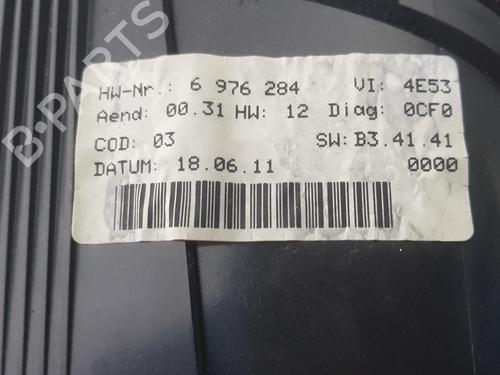 HW-Nr.: 6 976 284 VI: 4E53
Aend: 00.31 HW: 12 Diag: 0CF0
COD: 03 SW: B3.41.41
DATUM: 18.06.11 0000